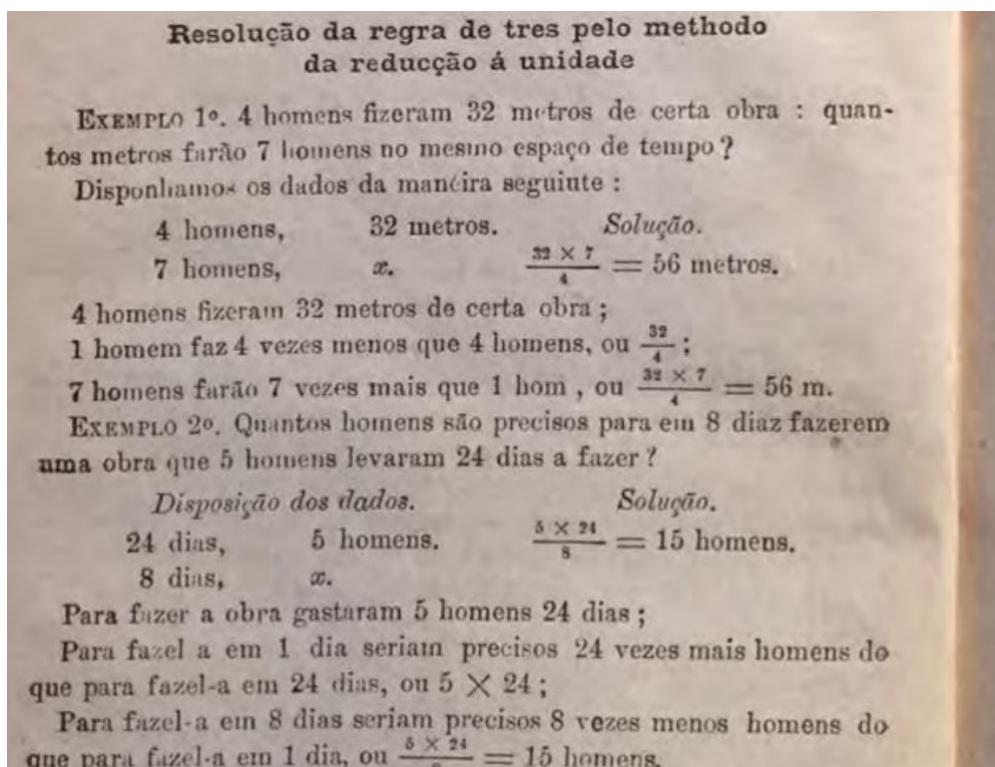 Resolução da regra de tres pelo methodo
da reducção á unidade
EXEMPLO 1º. 4 homens fizeram 32 metros de certa obra : quan-
tos metros farão 7 homens no mesmo espaço de tempo ?
Disponhamos os dados da maneira seguinte :
4 homens, 32 metros. Solução.
7 homens, x. 32 × 7 / 4 = 56 metros.
4 homens fizeram 32 metros de certa obra ;
1 homem faz 4 vezes menos que 4 homens, ou 32 / 4 ;
7 homens farão 7 vezes mais que 1 hom , ou 32 × 7 / 4 = 56 m.
EXEMPLO 2º. Quantos homens são precisos para em 8 diaz fazerem
uma obra que 5 homens levaram 24 dias a fazer ?
Disposição dos dados. Solução.
24 dias, 5 homens. 5 × 24 / 8 = 15 homens.
8 dias, x.
Para fazer a obra gastaram 5 homens 24 dias ;
Para fazel a em 1 dia seriam precisos 24 vezes mais homens do
que para fazel-a em 24 dias, ou 5 × 24 ;
Para fazel-a em 8 dias seriam precisos 8 vezes menos homens do
que para fazel-a em 1 dia, ou 5 × 24 = 15 homens.